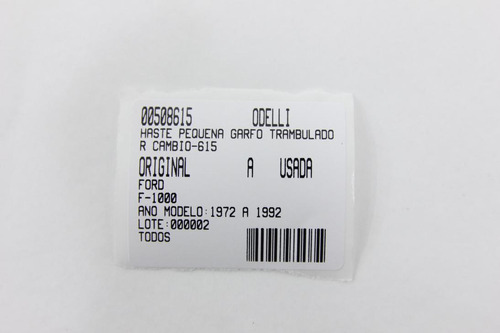 00508615 ODELLI
HASTE PEQUENA GARFO TRAMBULADO
R CAMBIO-615
ORIGINAL A USADA
FORD
F-1000
ANO MODELO:1972 A 1992
LOTE:000002
TODOS